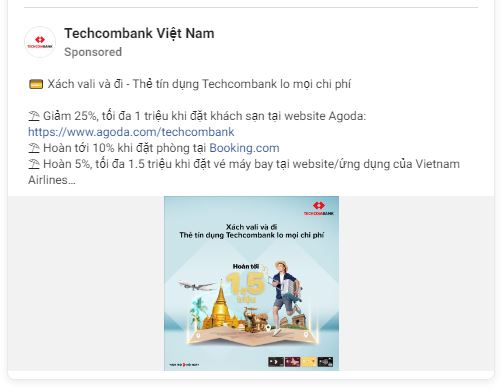 TECHCOMBANK
Techcombank Việt Nam
Sponsored
💳 Xách vali và đi - Thẻ tín dụng Techcombank lo mọi chi phí
⛱ Giảm 25%, tối đa 1 triệu khi đặt khách sạn tại website Agoda:
https://www.agoda.com/techcombank
⛱ Hoàn tới 10% khi đặt phòng tại Booking.com
⛱ Hoàn 5%, tối đa 1.5 triệu khi đặt vé máy bay tại website/ứng dụng của Vietnam
Airlines...
TECHCOMBANK
Xách vali và đi
Thẻ tín dụng Techcombank lo mọi chi phí
Hoàn tới
1,5
triệu